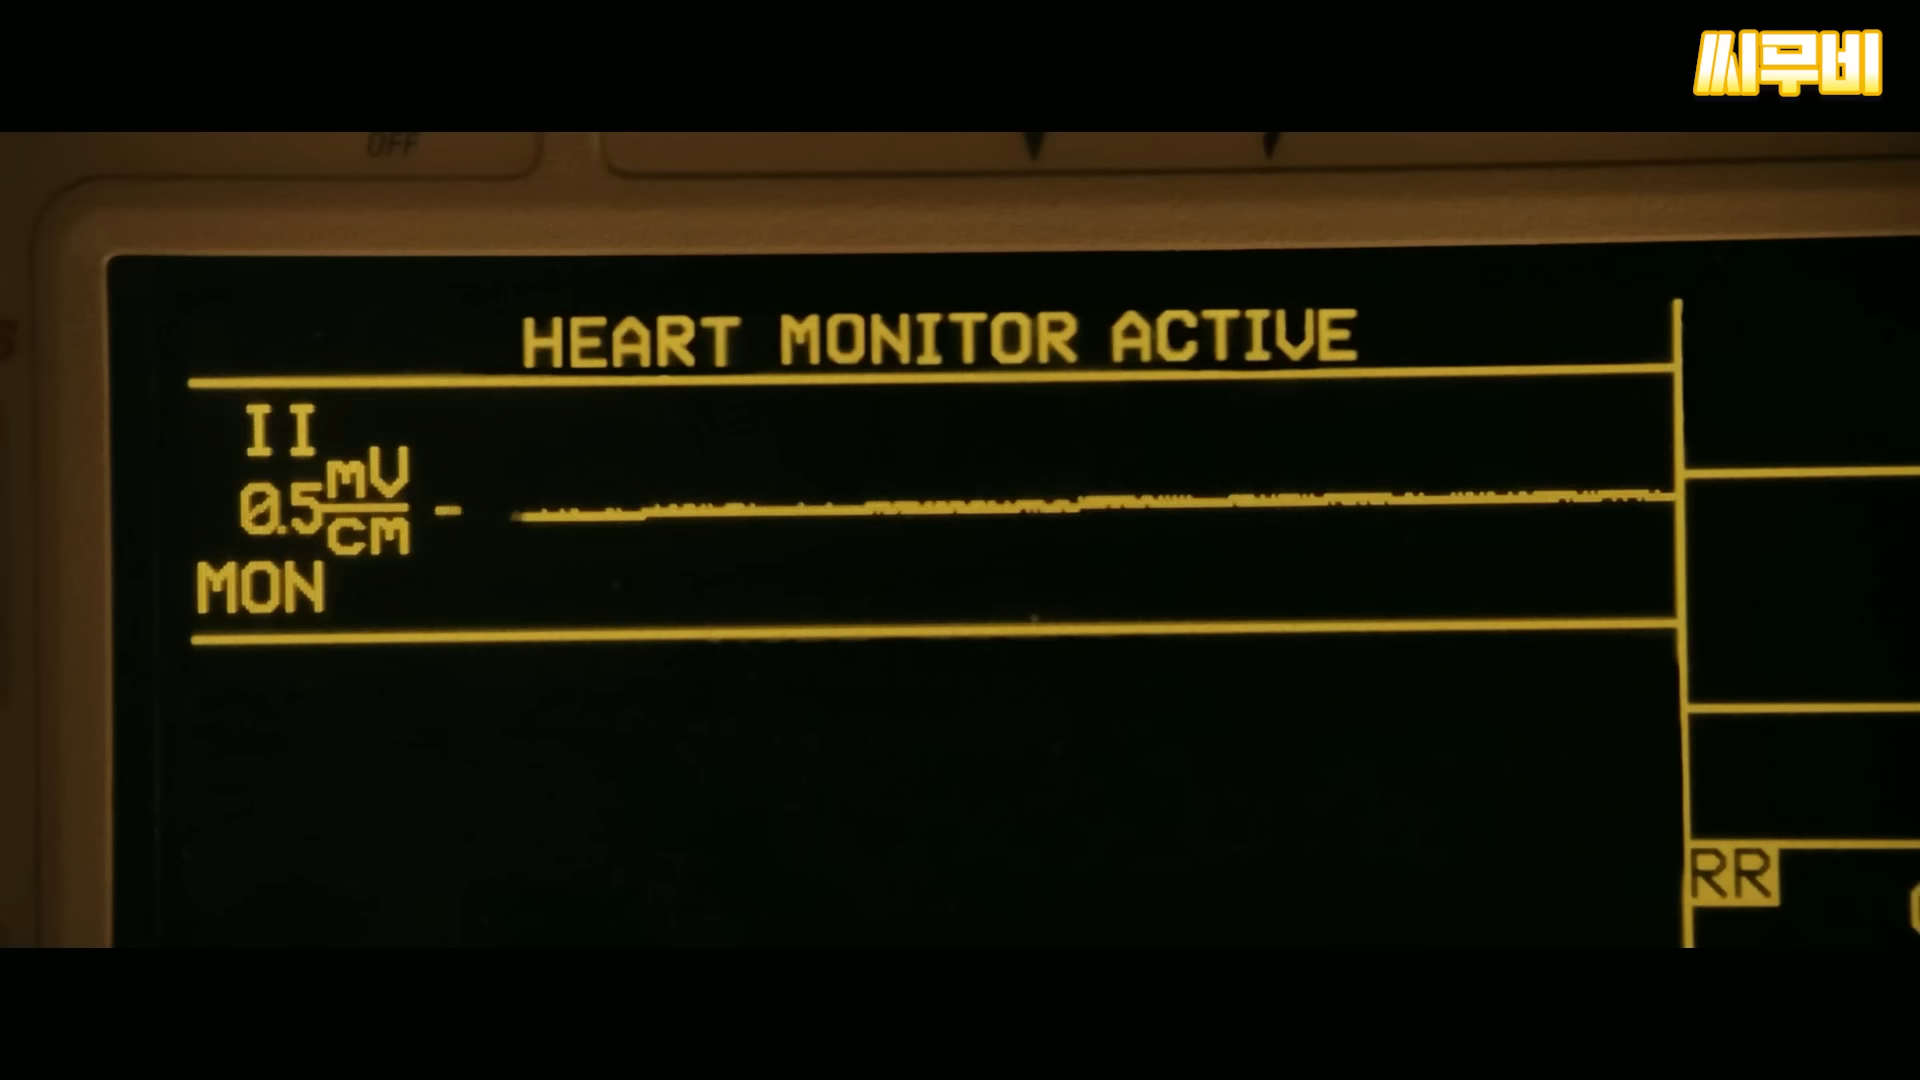 씨무비
OFF
HEART MONITOR ACTIVE
II
0.5 mV/cm
MON
RR